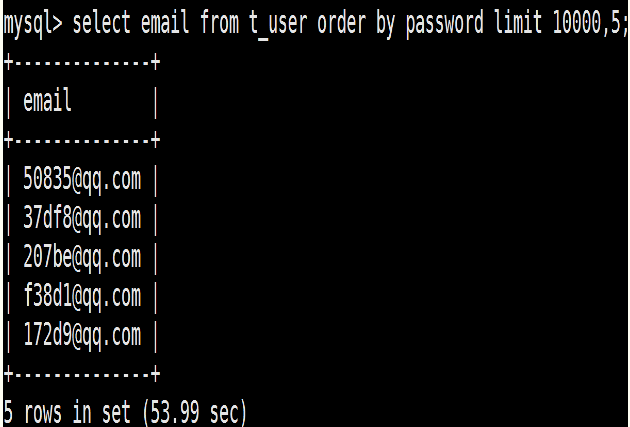 mysql> select email from t_user order by password limit 10000,5;
+--------------+
| email        |
+--------------+
| 50835@qq.com |
| 37df8@qq.com |
| 207be@qq.com |
| f38d1@qq.com |
| 172d9@qq.com |
+--------------+
5 rows in set (53.99 sec)